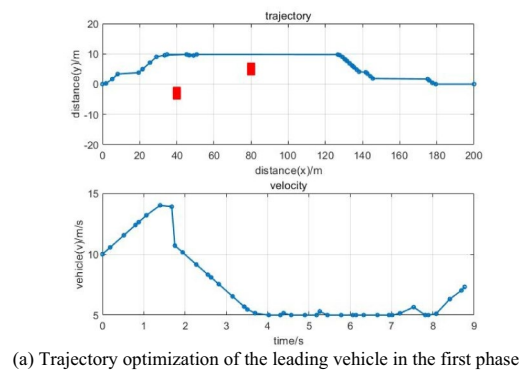 trajectory
20
10
0
-10
-20
distance(y)/m
0 20 40 60 80 100 120 140 160 180 200
distance(x)/m
velocity
15
10
5
vehicle(v)/m/s
0 1 2 3 4 5 6 7 8 9
time/s
(a) Trajectory optimization of the leading vehicle in the first phase